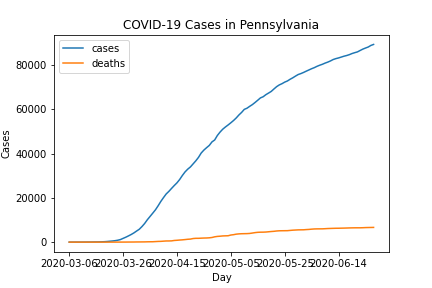 COVID-19 Cases in Pennsylvania
cases
deaths
80000
60000
40000
20000
0
Cases
2020-03-06 2020-03-26 2020-04-15 2020-05-05 2020-05-25 2020-06-14
Day